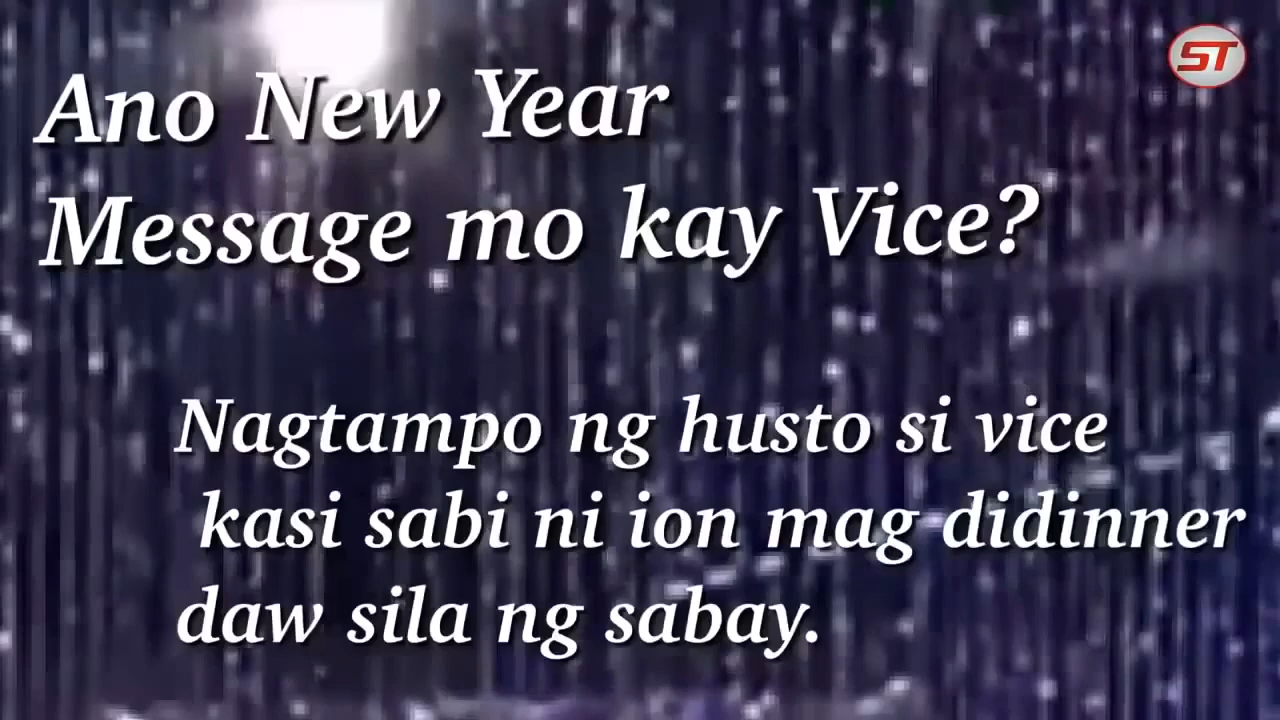 ST
Ano New Year
Message mo kay Vice?
Nagtampo ng husto si vice
kasi sabi ni ion mag didinner
daw sila ng sabay.